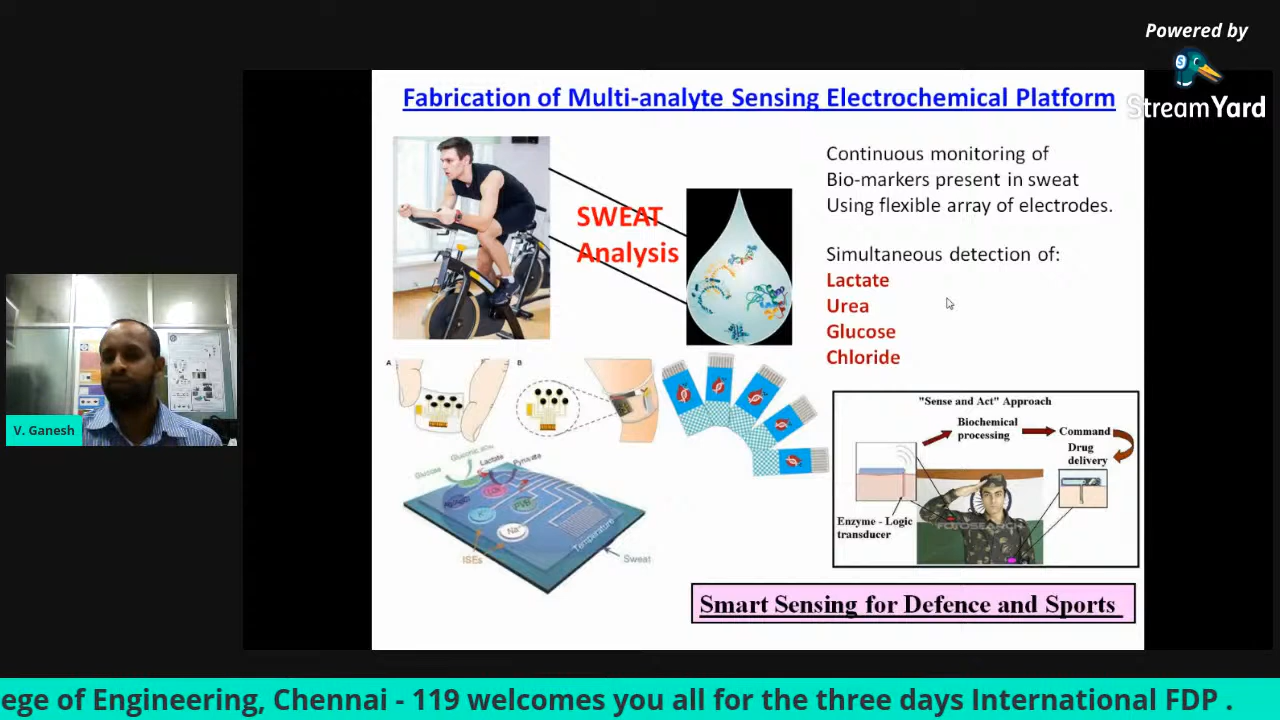 Powered by
StreamYard
Fabrication of Multi-analyte Sensing Electrochemical Platform
SWEAT
Analysis
Continuous monitoring of
Bio-markers present in sweat
Using flexible array of electrodes.
Simultaneous detection of:
Lactate
Urea
Glucose
Chloride
A
B
Glucose
Gluconic acid
Lactate
Pyruvate
K+
Na+
ISEs
Temperature
Sweat
"Sense and Act" Approach
Biochemical
processing
Command
Drug
delivery
Enzyme - Logic
transducer
FOTOSEARCH
Smart Sensing for Defence and Sports
V. Ganesh
ege of Engineering, Chennai - 119 welcomes you all for the three days International FDP .